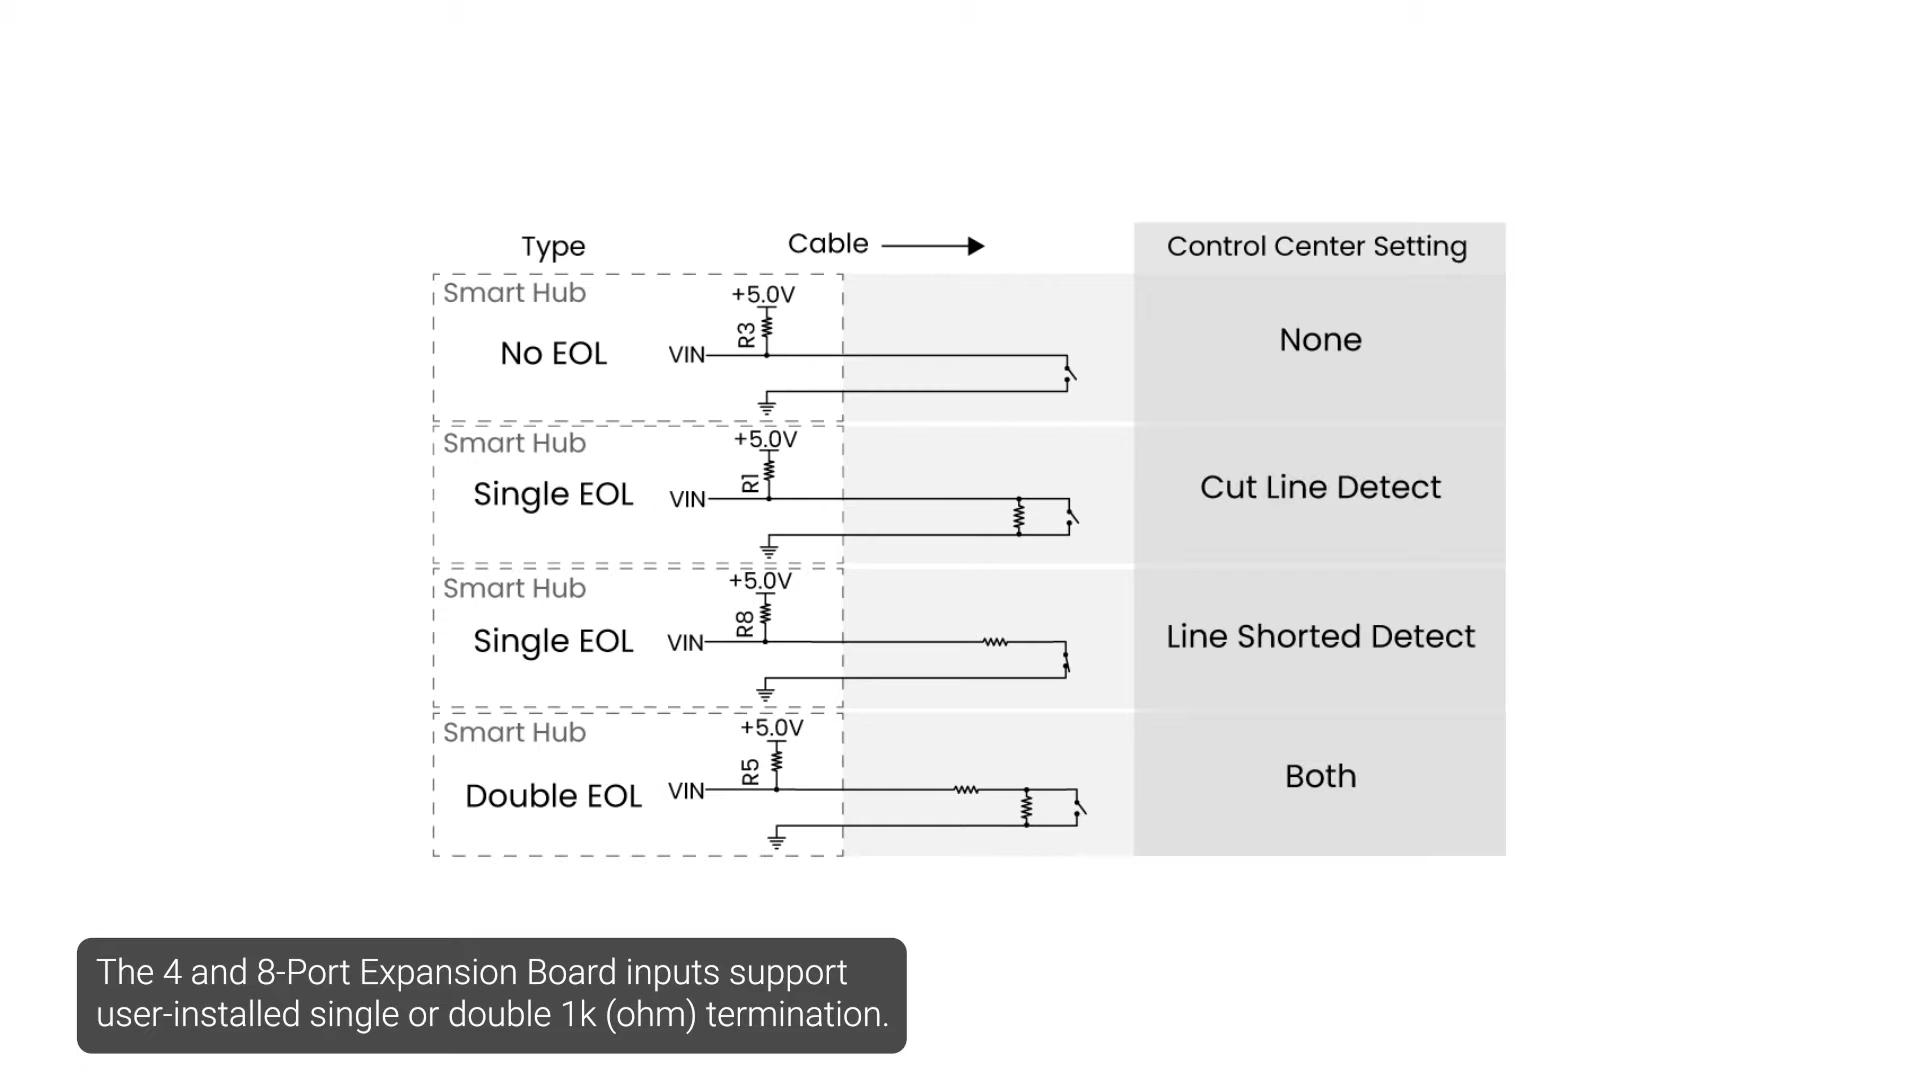 Type
Cable
Control Center Setting
Smart Hub
+5.0V
R3
No EOL
VIN
None
Smart Hub
+5.0V
R1
Single EOL
VIN
Cut Line Detect
Smart Hub
+5.0V
R8
Single EOL
VIN
Line Shorted Detect
Smart Hub
+5.0V
R5
Double EOL
VIN
Both
The 4 and 8-Port Expansion Board inputs support
user-installed single or double 1k (ohm) termination.